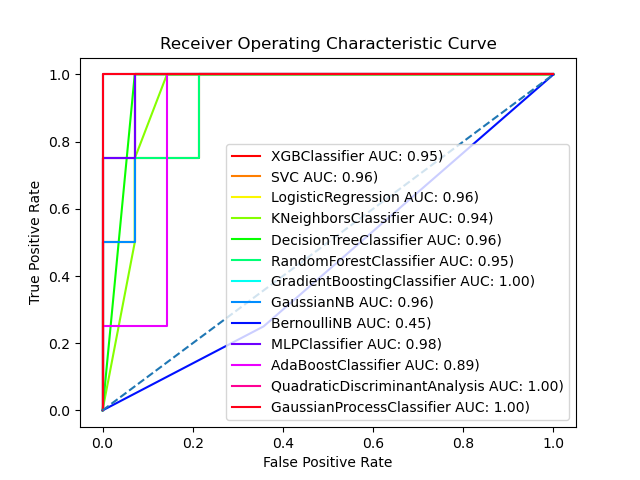 Receiver Operating Characteristic Curve
1.0
0.8
0.6
0.4
0.2
0.0
True Positive Rate
XGBClassifier AUC: 0.95)
SVC AUC: 0.96)
LogisticRegression AUC: 0.96)
KNeighborsClassifier AUC: 0.94)
DecisionTreeClassifier AUC: 0.96)
RandomForestClassifier AUC: 0.95)
GradientBoostingClassifier AUC: 1.00)
GaussianNB AUC: 0.96)
BernoulliNB AUC: 0.45)
MLPClassifier AUC: 0.98)
AdaBoostClassifier AUC: 0.89)
QuadraticDiscriminantAnalysis AUC: 1.00)
GaussianProcessClassifier AUC: 1.00)
0.0 0.2 0.4 0.6 0.8 1.0
False Positive Rate